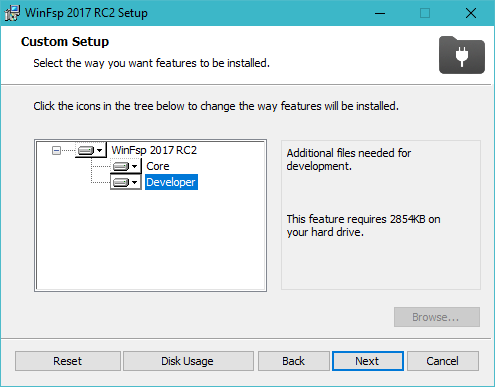 WinFsp 2017 RC2 Setup
Custom Setup
Select the way you want features to be installed.
Click the icons in the tree below to change the way features will be installed.
WinFsp 2017 RC2
Core
Developer
Additional files needed for
development.
This feature requires 2854KB on
your hard drive.
Browse...
Reset
Disk Usage
Back
Next
Cancel